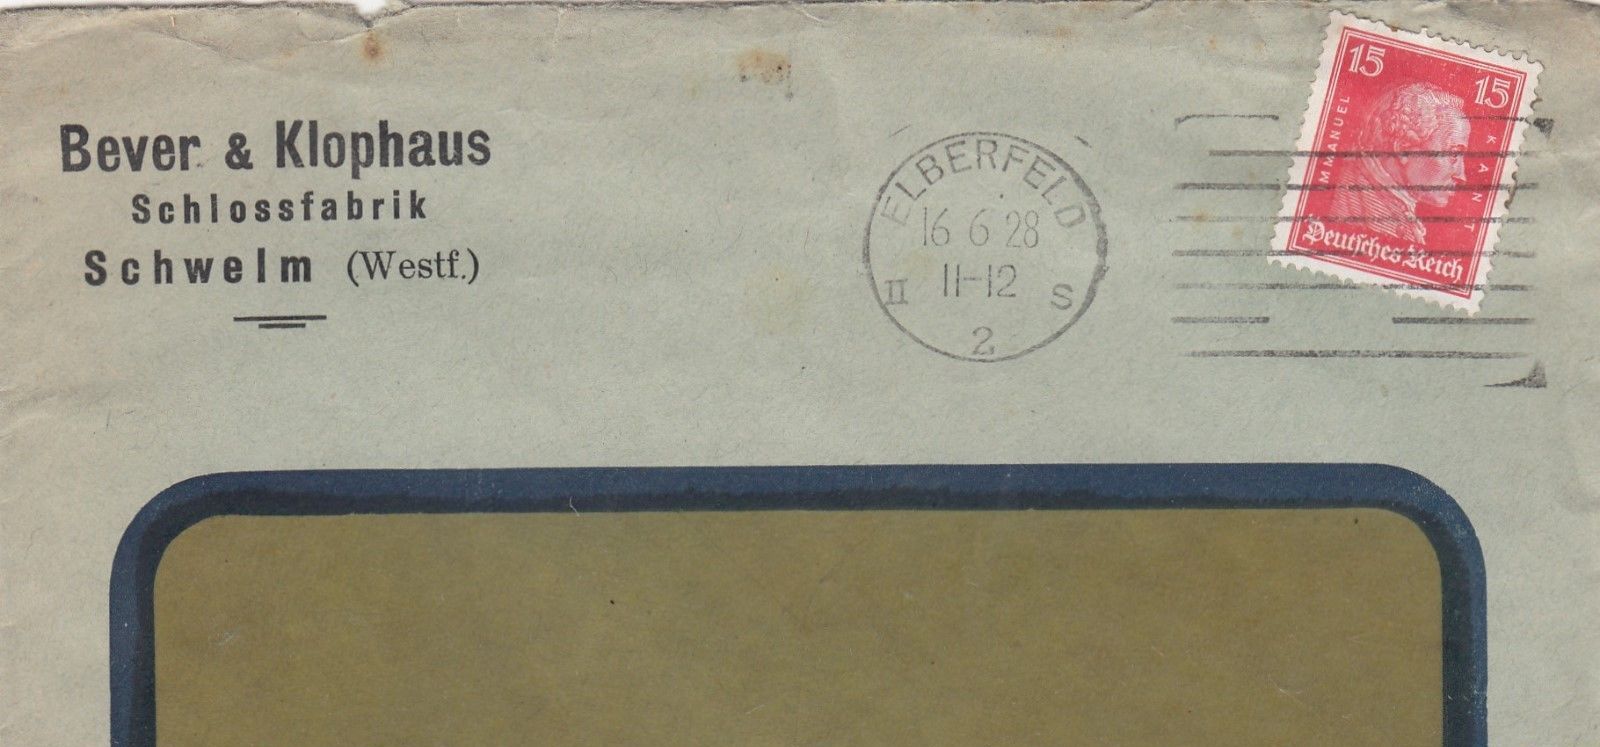 Bever & Klophaus
Schlossfabrik
Schwelm (Westf.)
ELBERFELD
16 6 28
11-12
II S
2
15 15
IMMANUEL KANT
Deutsches Reich